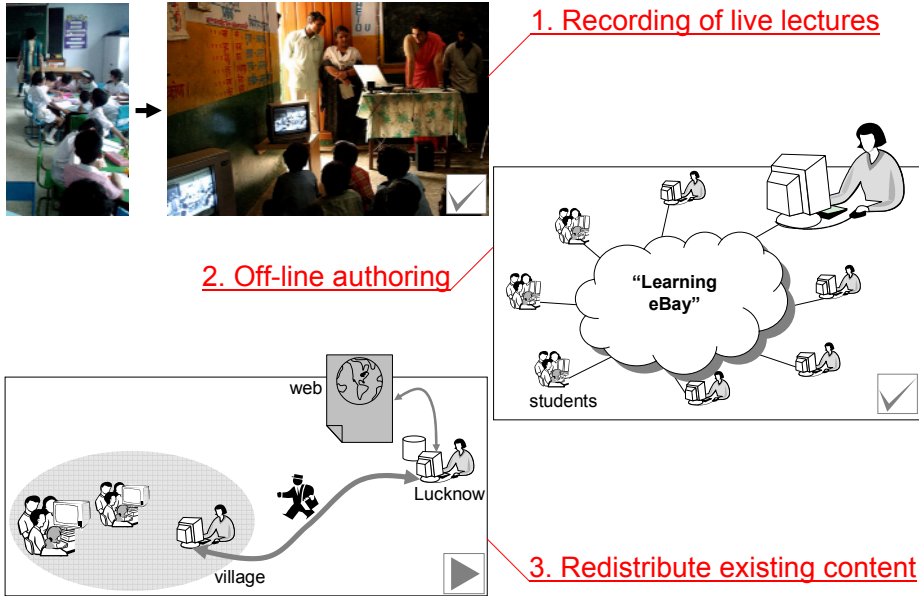 1. Recording of live lectures
2. Off-line authoring
“Learning
eBay”
students
web
Lucknow
village
3. Redistribute existing content